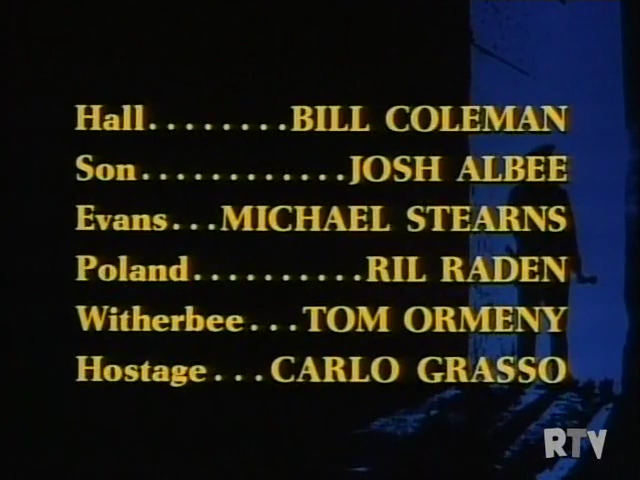 Hall........BILL COLEMAN
Son............JOSH ALBEE
Evans...MICHAEL STEARNS
Poland..........RIL RADEN
Witherbee...TOM ORMENY
Hostage...CARLO GRASSO
RTV